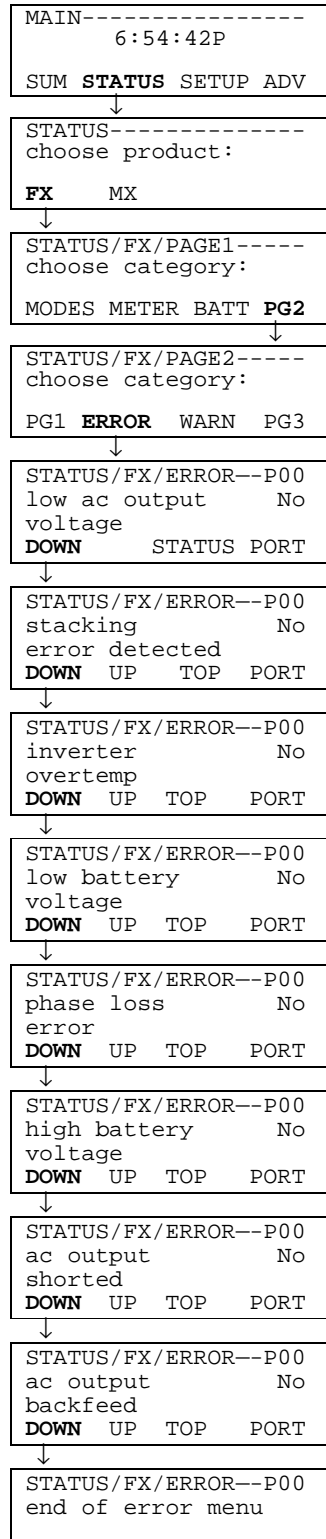 MAIN----------------
6:54:42P
SUM STATUS SETUP ADV
↓
STATUS--------------
choose product:
FX MX
↓
STATUS/FX/PAGE1-----
choose category:
MODES METER BATT PG2
↓
STATUS/FX/PAGE2-----
choose category:
PG1 ERROR WARN PG3
↓
STATUS/FX/ERROR--P00
low ac output No
voltage
DOWN STATUS PORT
↓
STATUS/FX/ERROR--P00
stacking No
error detected
DOWN UP TOP PORT
↓
STATUS/FX/ERROR--P00
inverter No
overtemp
DOWN UP TOP PORT
↓
STATUS/FX/ERROR--P00
low battery No
voltage
DOWN UP TOP PORT
↓
STATUS/FX/ERROR--P00
phase loss No
error
DOWN UP TOP PORT
↓
STATUS/FX/ERROR--P00
high battery No
voltage
DOWN UP TOP PORT
↓
STATUS/FX/ERROR--P00
ac output No
shorted
DOWN UP TOP PORT
↓
STATUS/FX/ERROR--P00
ac output No
backfeed
DOWN UP TOP PORT
↓
STATUS/FX/ERROR--P00
end of error menu